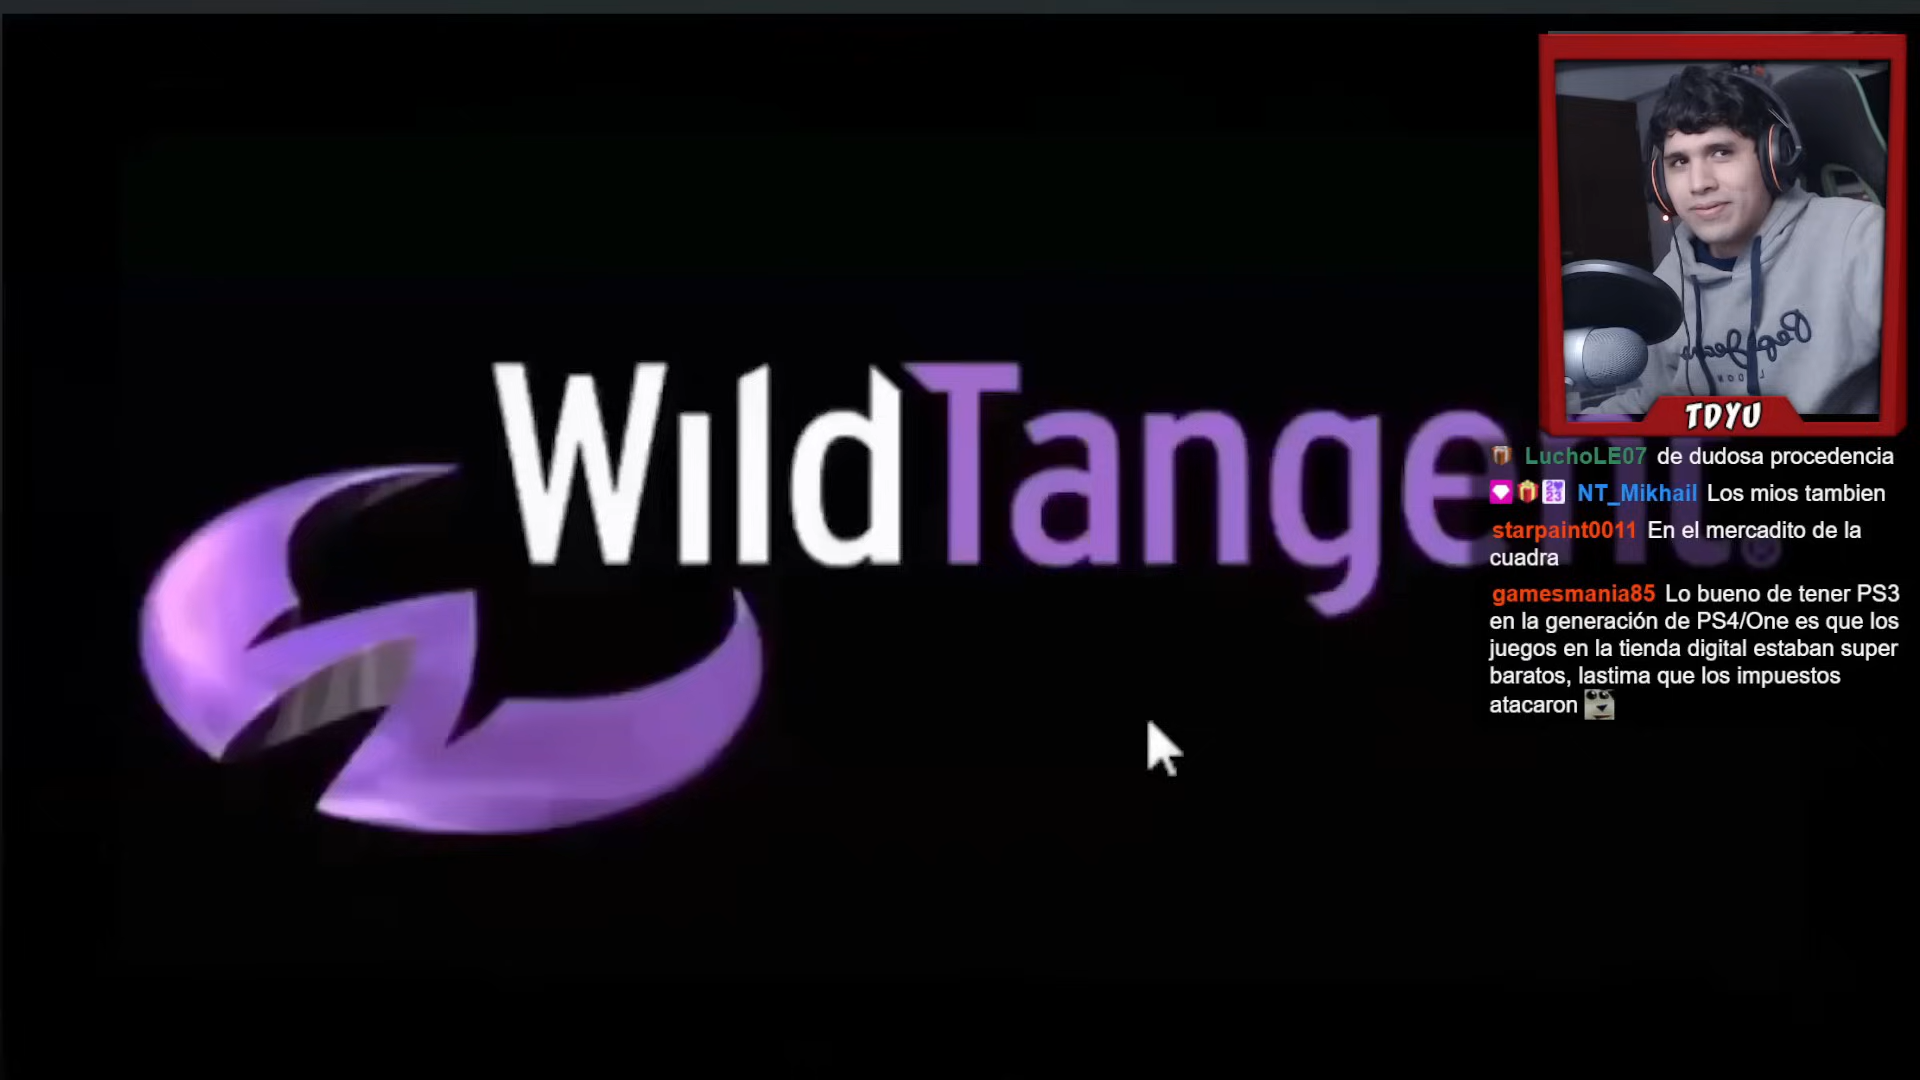 WildTangent
TDYU
LuchoLE07 de dudosa procedencia
NT_Mikhail Los mios tambien
starpaint0011 En el mercadito de la
cuadra
gamesmania85 Lo bueno de tener PS3
en la generación de PS4/One es que los
juegos en la tienda digital estaban super
baratos, lastima que los impuestos
atacaron